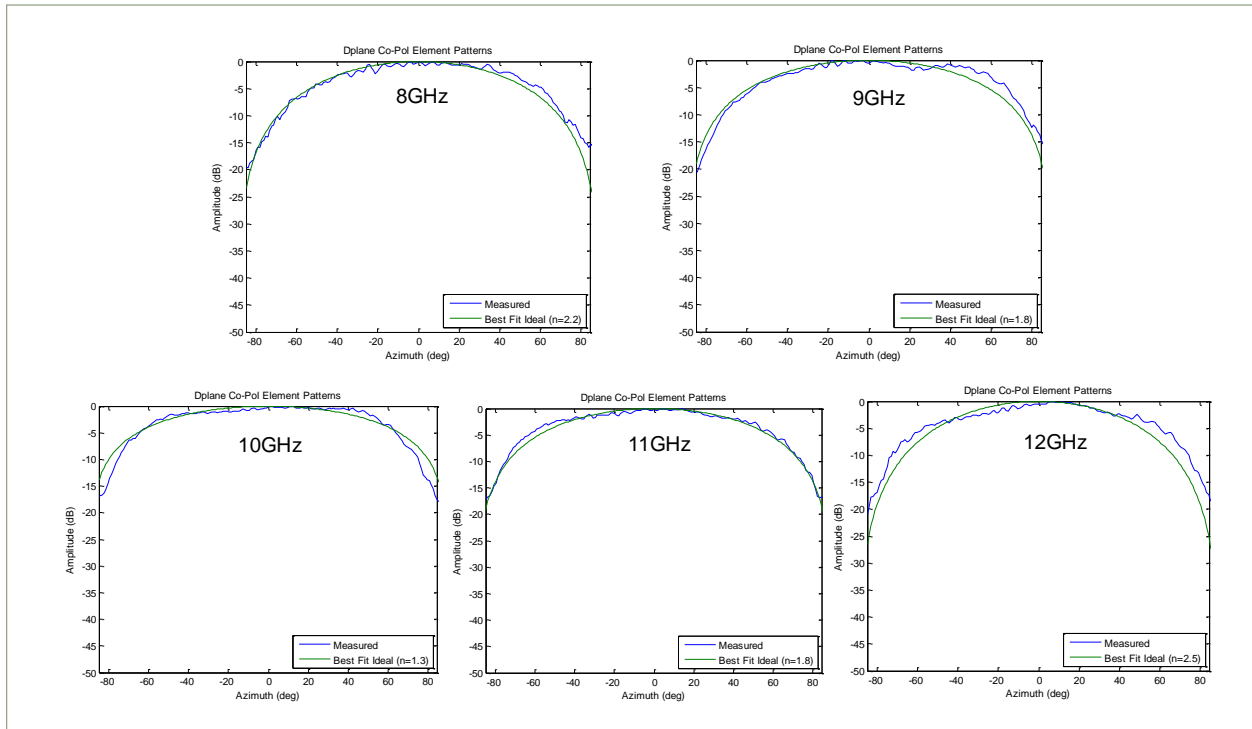 Dplane Co-Pol Element Patterns
8GHz
Amplitude (dB)
0
-5
-10
-15
-20
-25
-30
-35
-40
-45
-50
Measured
Best Fit Ideal (n=2.2)
-80 -60 -40 -20 0 20 40 60 80
Azimuth (deg)
Dplane Co-Pol Element Patterns
9GHz
Amplitude (dB)
0
-5
-10
-15
-20
-25
-30
-35
-40
-45
-50
Measured
Best Fit Ideal (n=1.8)
-80 -60 -40 -20 0 20 40 60 80
Azimuth (deg)
Dplane Co-Pol Element Patterns
10GHz
Amplitude (dB)
0
-5
-10
-15
-20
-25
-30
-35
-40
-45
-50
Measured
Best Fit Ideal (n=1.3)
-80 -60 -40 -20 0 20 40 60 80
Azimuth (deg)
Dplane Co-Pol Element Patterns
11GHz
Amplitude (dB)
0
-5
-10
-15
-20
-25
-30
-35
-40
-45
-50
Measured
Best Fit Ideal (n=1.8)
-80 -60 -40 -20 0 20 40 60 80
Azimuth (deg)
Dplane Co-Pol Element Patterns
12GHz
Amplitude (dB)
0
-5
-10
-15
-20
-25
-30
-35
-40
-45
-50
Measured
Best Fit Ideal (n=2.5)
-80 -60 -40 -20 0 20 40 60 80
Azimuth (deg)